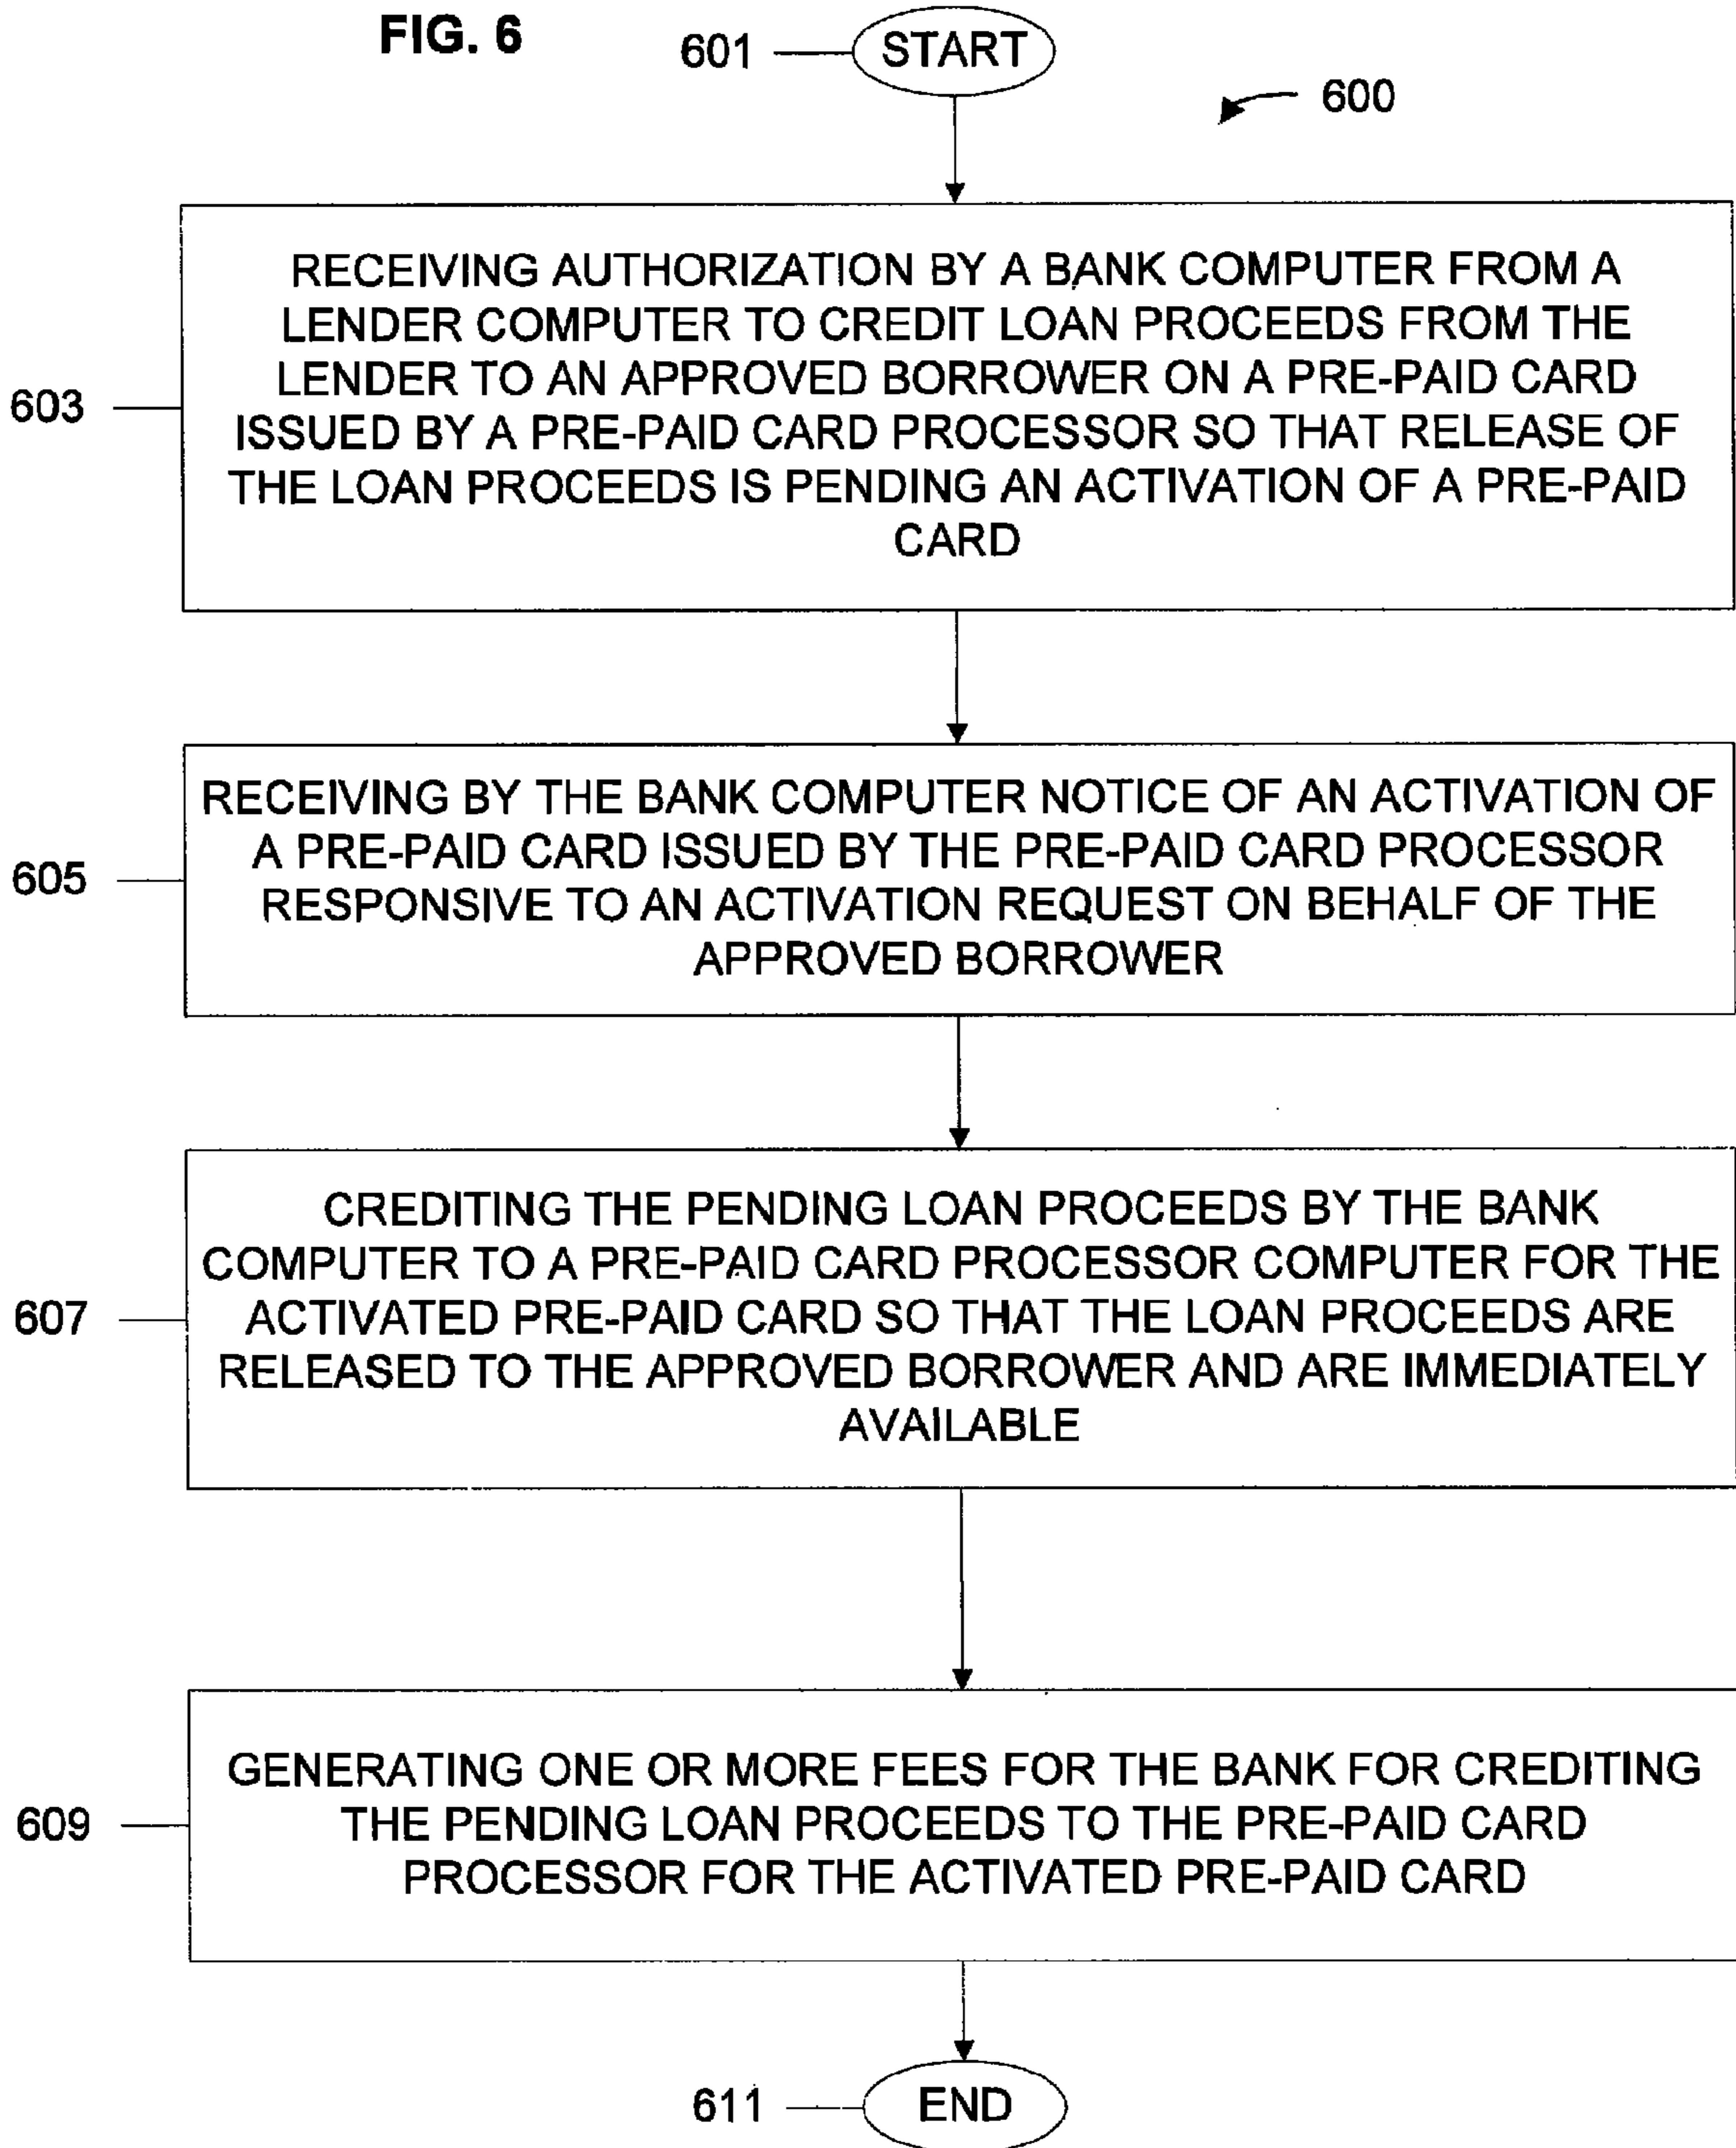 FIG. 6
601
START
600
603
RECEIVING AUTHORIZATION BY A BANK COMPUTER FROM A
LENDER COMPUTER TO CREDIT LOAN PROCEEDS FROM THE
LENDER TO AN APPROVED BORROWER ON A PRE-PAID CARD
ISSUED BY A PRE-PAID CARD PROCESSOR SO THAT RELEASE OF
THE LOAN PROCEEDS IS PENDING AN ACTIVATION OF A PRE-PAID
CARD
605
RECEIVING BY THE BANK COMPUTER NOTICE OF AN ACTIVATION OF
A PRE-PAID CARD ISSUED BY THE PRE-PAID CARD PROCESSOR
RESPONSIVE TO AN ACTIVATION REQUEST ON BEHALF OF THE
APPROVED BORROWER
607
CREDITING THE PENDING LOAN PROCEEDS BY THE BANK
COMPUTER TO A PRE-PAID CARD PROCESSOR COMPUTER FOR THE
ACTIVATED PRE-PAID CARD SO THAT THE LOAN PROCEEDS ARE
RELEASED TO THE APPROVED BORROWER AND ARE IMMEDIATELY
AVAILABLE
609
GENERATING ONE OR MORE FEES FOR THE BANK FOR CREDITING
THE PENDING LOAN PROCEEDS TO THE PRE-PAID CARD
PROCESSOR FOR THE ACTIVATED PRE-PAID CARD
611
END